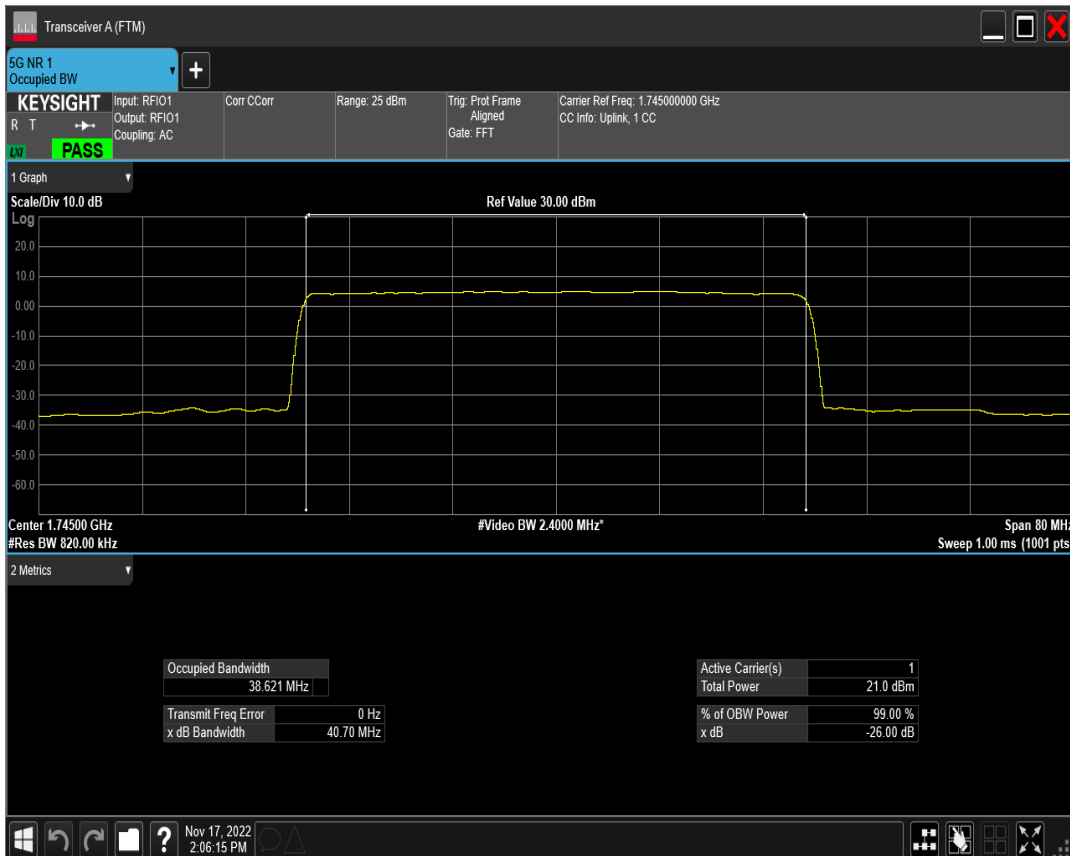 Transceiver A (FTM)
5G NR 1
Occupied BW
+
KEYSIGHT
R T
LXI
PASS
Input: RFIO1
Output: RFIO1
Coupling: AC
Corr CCorr
Range: 25 dBm
Trig: Prot Frame
Aligned
Gate: FFT
Carrier Ref Freq: 1.745000000 GHz
CC Info: Uplink, 1 CC
1 Graph
Scale/Div 10.0 dB
Ref Value 30.00 dBm
Log
20.0
10.0
0.00
-10.0
-20.0
-30.0
-40.0
-50.0
-60.0
Center 1.74500 GHz
#Video BW 2.4000 MHz*
Span 80 MHz
#Res BW 820.00 kHz
Sweep 1.00 ms (1001 pts
2 Metrics
Occupied Bandwidth
38.621 MHz
Transmit Freq Error 0 Hz
x dB Bandwidth 40.70 MHz
Active Carrier(s) 1
Total Power 21.0 dBm
% of OBW Power 99.00 %
x dB -26.00 dB
?
Nov 17, 2022
2:06:15 PM